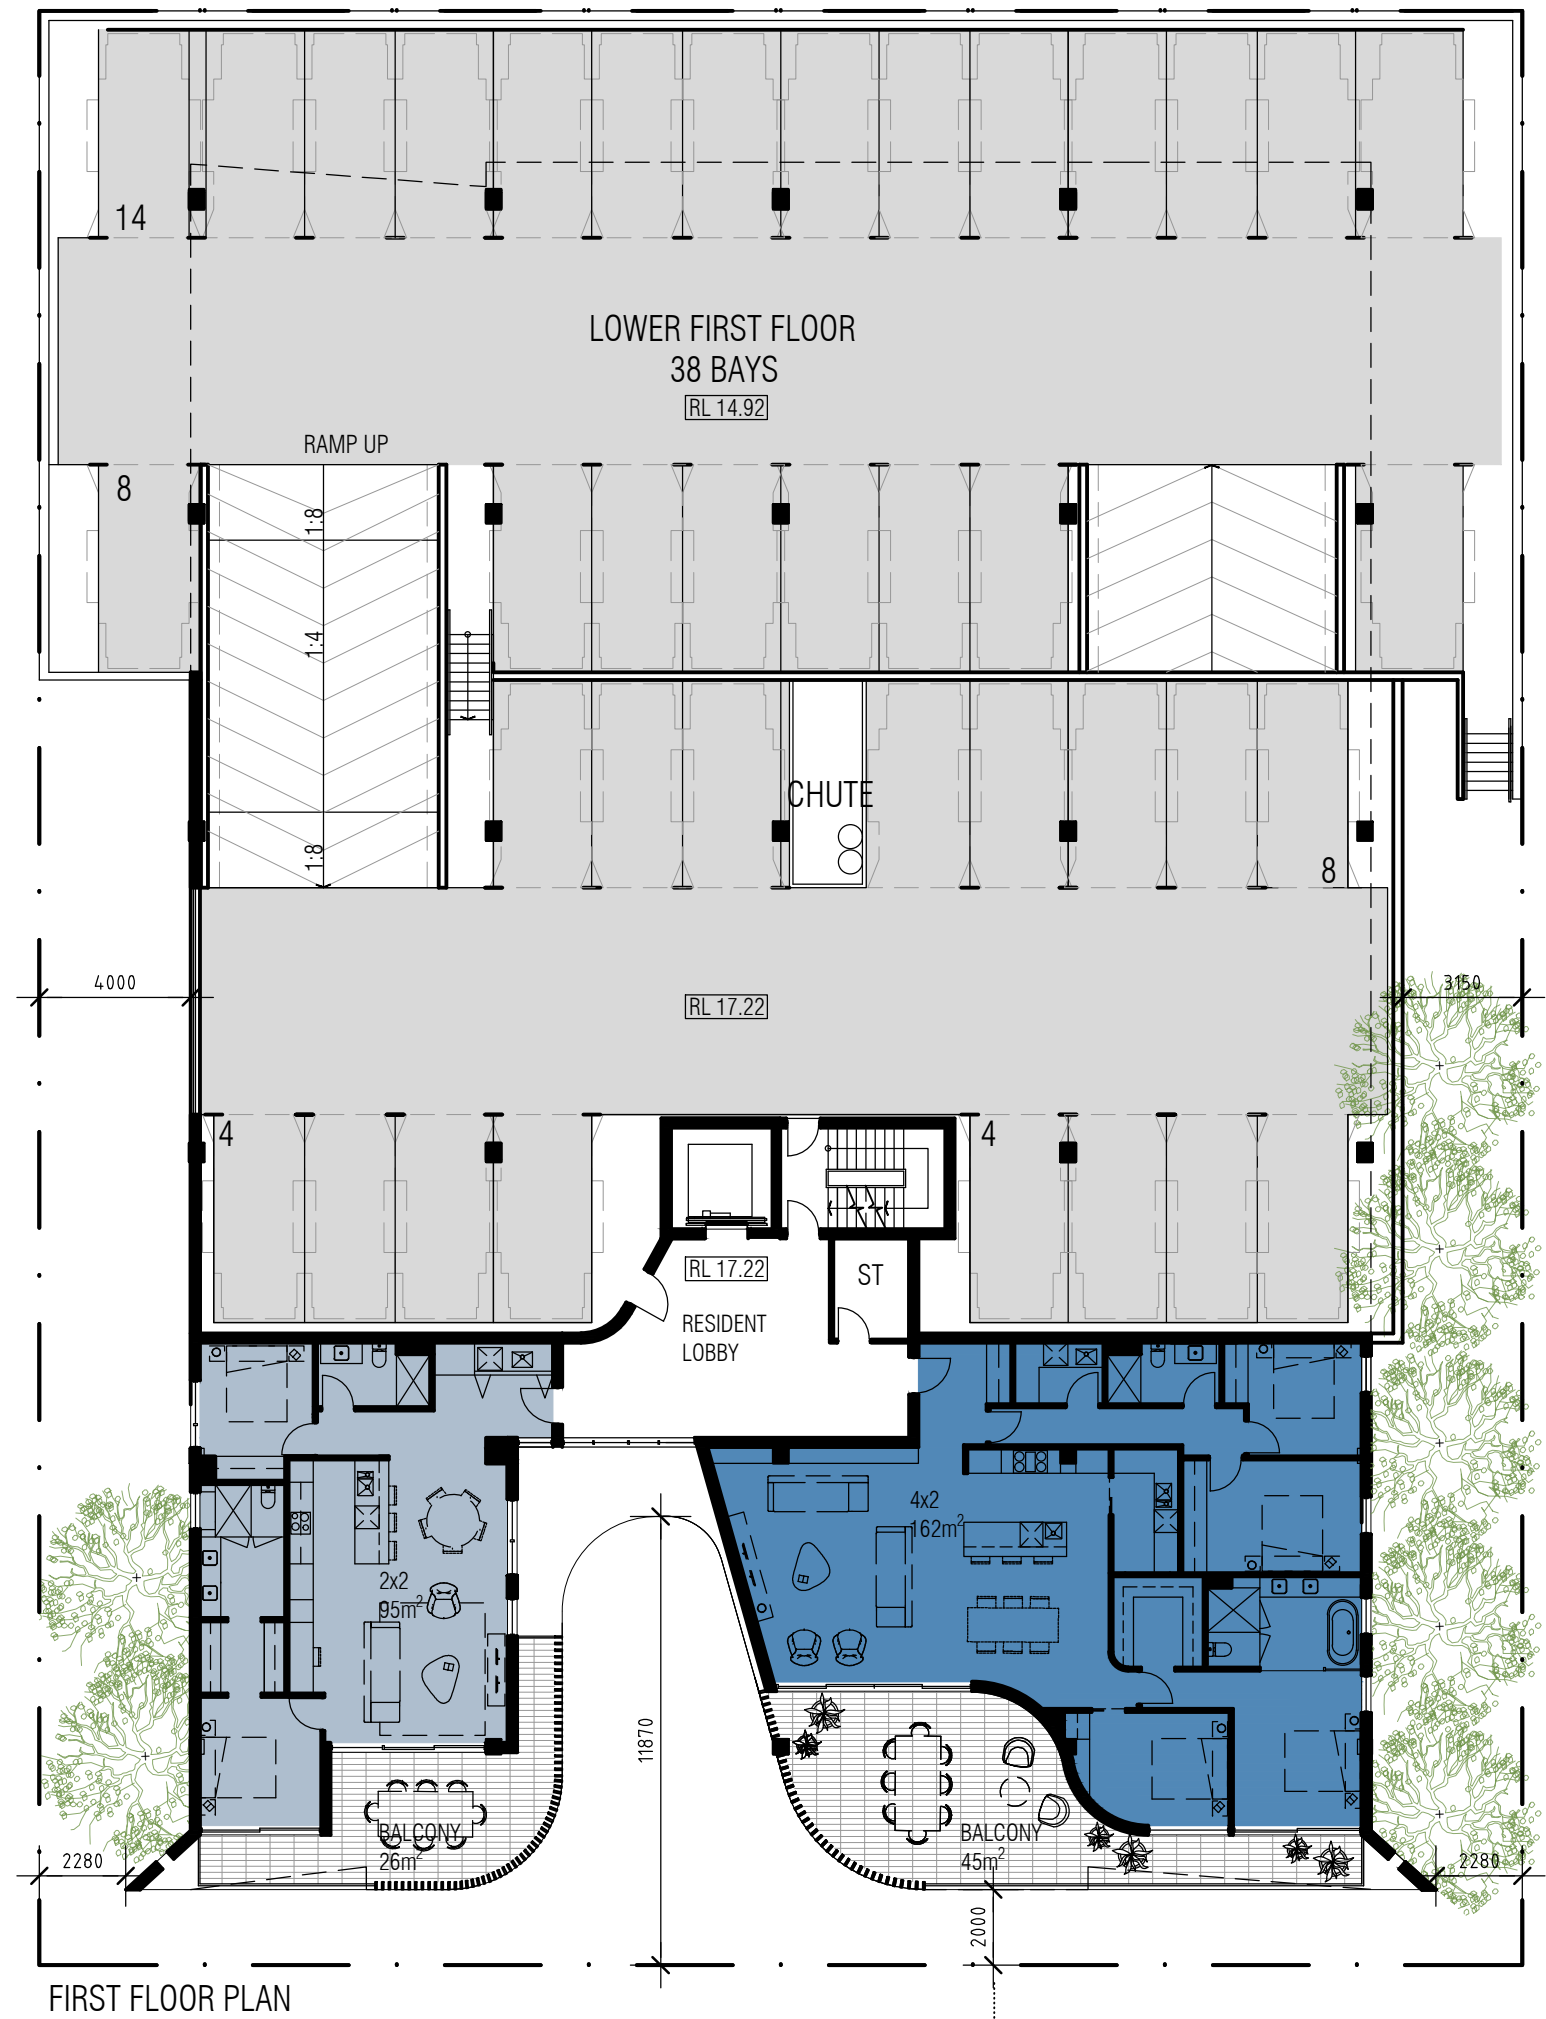 14
LOWER FIRST FLOOR
38 BAYS
RL 14.92
RAMP UP
8
1:8
1:4
CHUTE
1:8
8
4000
3150
RL 17.22
4
4
RL 17.22
ST
RESIDENT
LOBBY
4x2
162m²
2x2
95m²
11870
BALCONY
26m²
BALCONY
45m²
2280
2280
2000
FIRST FLOOR PLAN